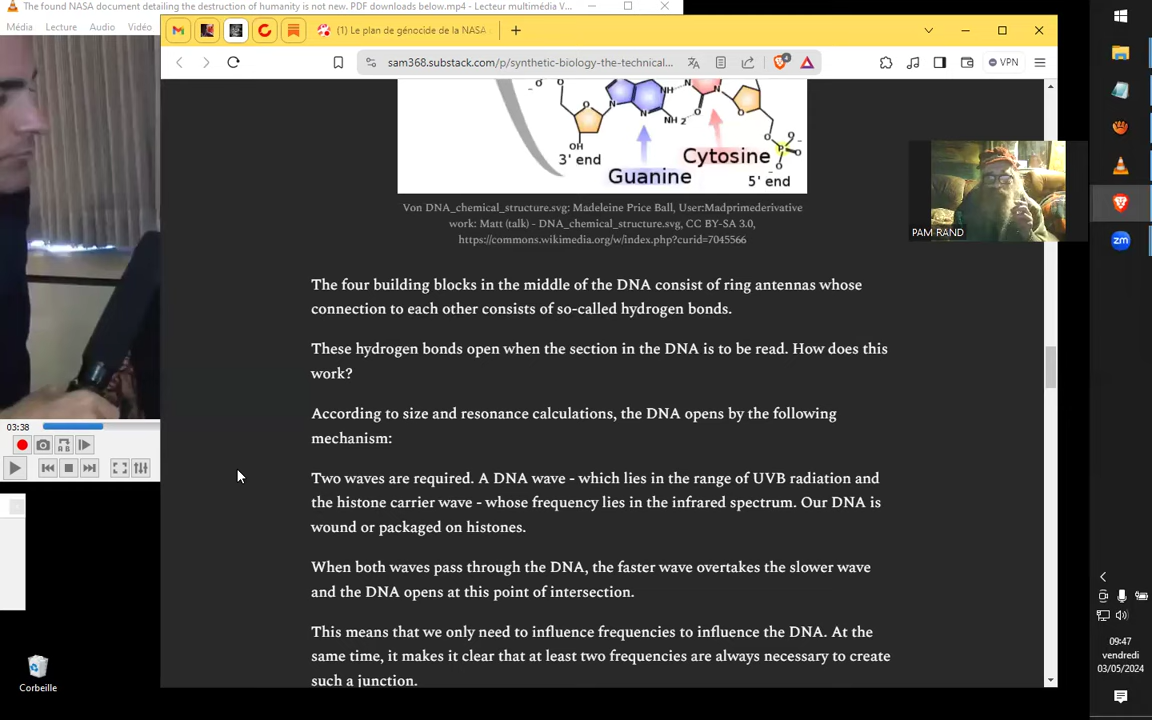 The found NASA document detailing the destruction of humanity is not new. PDF downloads below.mp4 - Lecteur multimédia V...
Média Lecture Audio Vidéo
(1) Le plan de génocide de la NASA
sam368.substack.com/p/synthetic-biology-the-technical...
4
VPN
NH
N
O
NH₂
N
OH
3' end
Guanine
Cytosine
5' end
Von DNA_chemical_structure.svg: Madeleine Price Ball, User:Madprimederivative
work: Matt (talk) - DNA_chemical_structure.svg, CC BY-SA 3.0,
https://commons.wikimedia.org/w/index.php?curid=7045566
PAM RAND
The four building blocks in the middle of the DNA consist of ring antennas whose
connection to each other consists of so-called hydrogen bonds.
These hydrogen bonds open when the section in the DNA is to be read. How does this
work?
According to size and resonance calculations, the DNA opens by the following
mechanism:
Two waves are required. A DNA wave - which lies in the range of UVB radiation and
the histone carrier wave - whose frequency lies in the infrared spectrum. Our DNA is
wound or packaged on histones.
When both waves pass through the DNA, the faster wave overtakes the slower wave
and the DNA opens at this point of intersection.
This means that we only need to influence frequencies to influence the DNA. At the
same time, it makes it clear that at least two frequencies are always necessary to create
such a junction.
03:38
Corbeille
zm
09:47
vendredi
03/05/2024